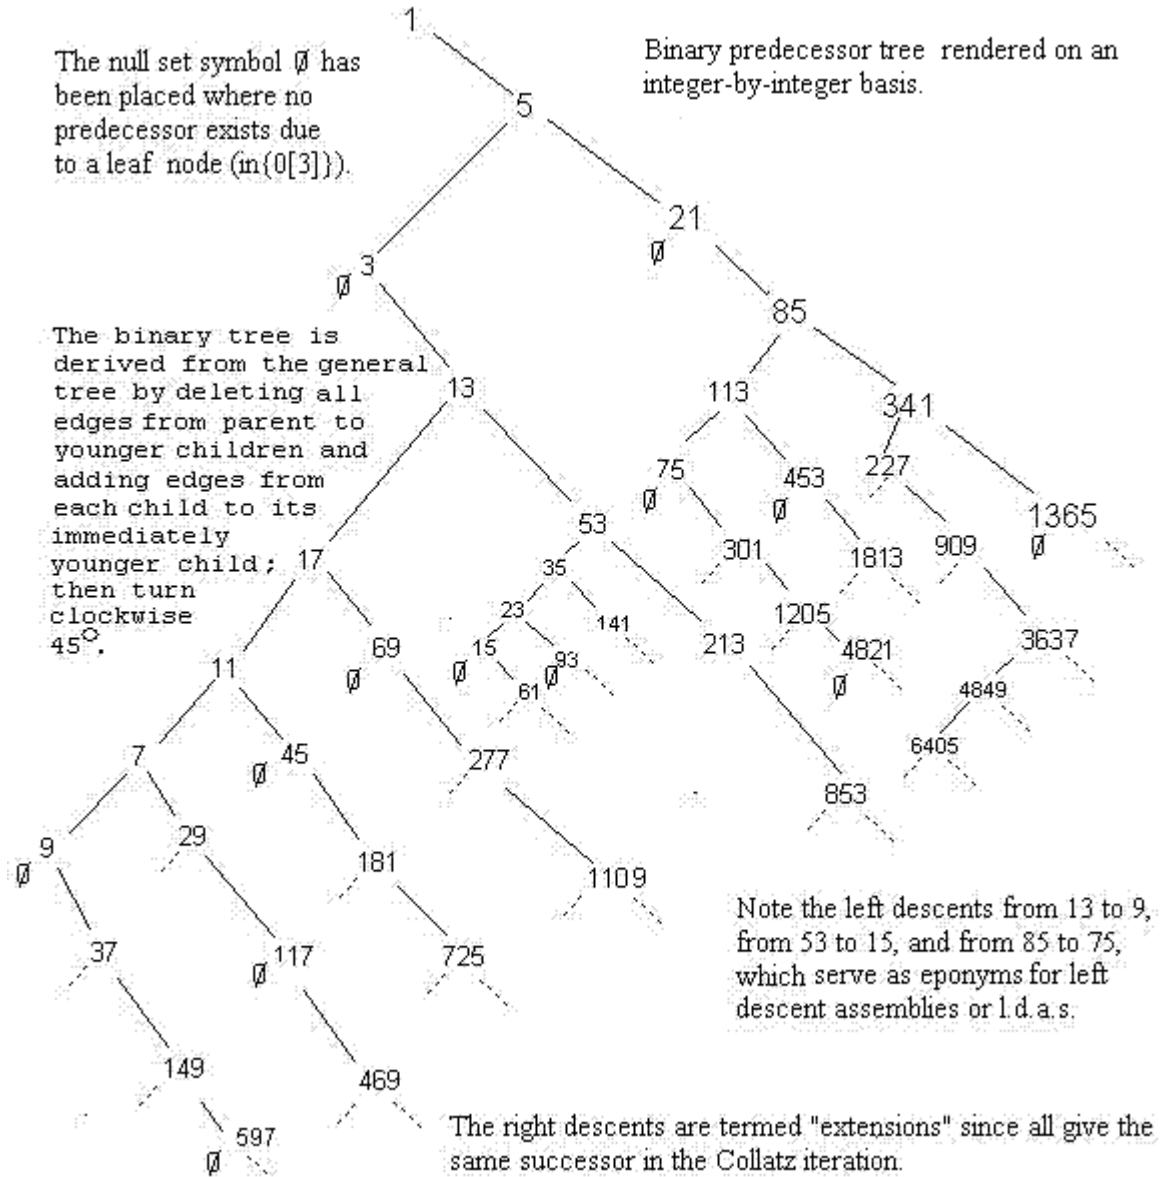 1
The null set symbol Ø has
been placed where no
predecessor exists due
to a leaf node (in{0[3]}).
Binary predecessor tree rendered on an
integer-by-integer basis.
5
21
Ø
3
Ø
85
The binary tree is
derived from the general
tree by deleting all
edges from parent to
younger children and
adding edges from
each child to its
immediately
younger child;
then turn
clockwise
45°.
13
113
341
75
Ø
453
Ø
227
1365
Ø
53
17
35
301
1813
909
23
141
1205
11
69
Ø
15
Ø
93
Ø
213
4821
Ø
3637
61
4849
7
45
Ø
277
6405
853
9
Ø
29
181
1109
37
117
Ø
725
Note the left descents from 13 to 9,
from 53 to 15, and from 85 to 75,
which serve as eponyms for left
descent assemblies or l.d.a.s.
149
469
597
Ø
The right descents are termed "extensions" since all give the
same successor in the Collatz iteration.